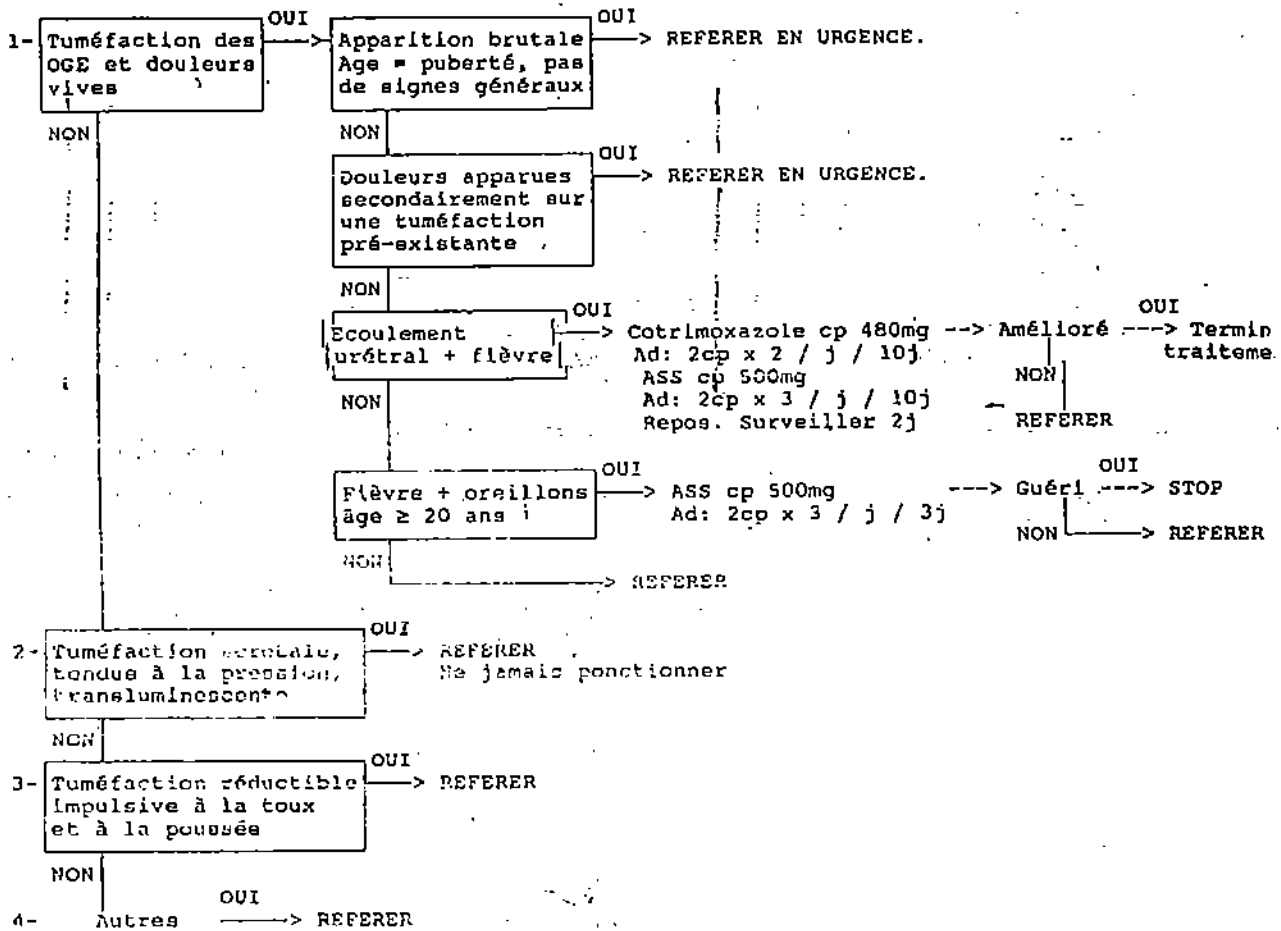 OUI OUI
1- Tuméfaction des ──> Apparition brutale ──> REFERER EN URGENCE.
OGE et douleurs Age = puberté, pas
vives de signes généraux
NON NON
OUI
Douleurs apparues ──> REFERER EN URGENCE.
secondairement sur
une tuméfaction
pré-existante
NON
OUI OUI
Ecoulement ──> Cotrimoxazole cp 480mg --> Amélioré ---> Termin
urétral + fièvre Ad: 2cp x 2 / j / 10j traiteme
ASS cp 500mg NON
NON Ad: 2cp x 3 / j / 10j
Repos. Surveiller 2j REFERER
OUI OUI
Fièvre + oreillons ──> ASS cp 500mg ---> Guéri ---> STOP
âge ≥ 20 ans Ad: 2cp x 3 / j / 3j
NON ──> REFERER
NON
──> REFERER
OUI
2- Tuméfaction scrotale, ──> REFERER
tendue à la pression, Ne jamais ponctionner
transluminescente
NON
OUI
3- Tuméfaction réductible ──> REFERER
Impulsive à la toux
et à la poussée
NON
OUI
4- Autres ──> REFERER